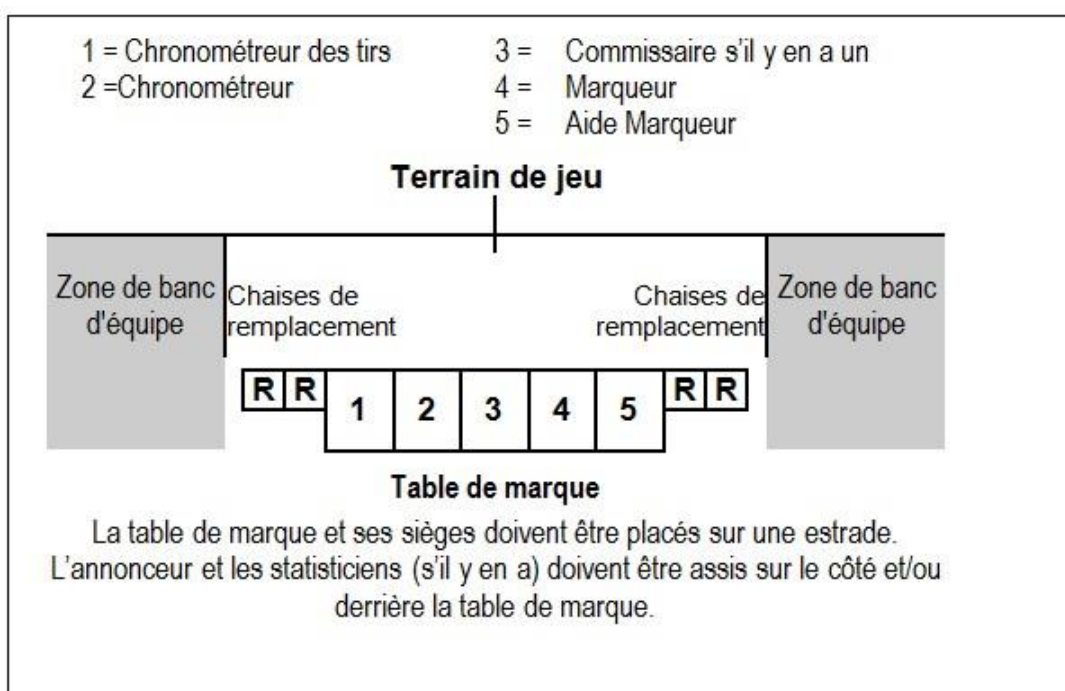 1 = Chronométreur des tirs
2 =Chronométreur
3 = Commissaire s'il y en a un
4 = Marqueur
5 = Aide Marqueur
Terrain de jeu
Zone de banc
d'équipe
Chaises de
remplacement
Chaises de
remplacement
Zone de banc
d'équipe
R R 1 2 3 4 5 R R
Table de marque
La table de marque et ses sièges doivent être placés sur une estrade.
L'annonceur et les statisticiens (s'il y en a) doivent être assis sur le côté et/ou
derrière la table de marque.